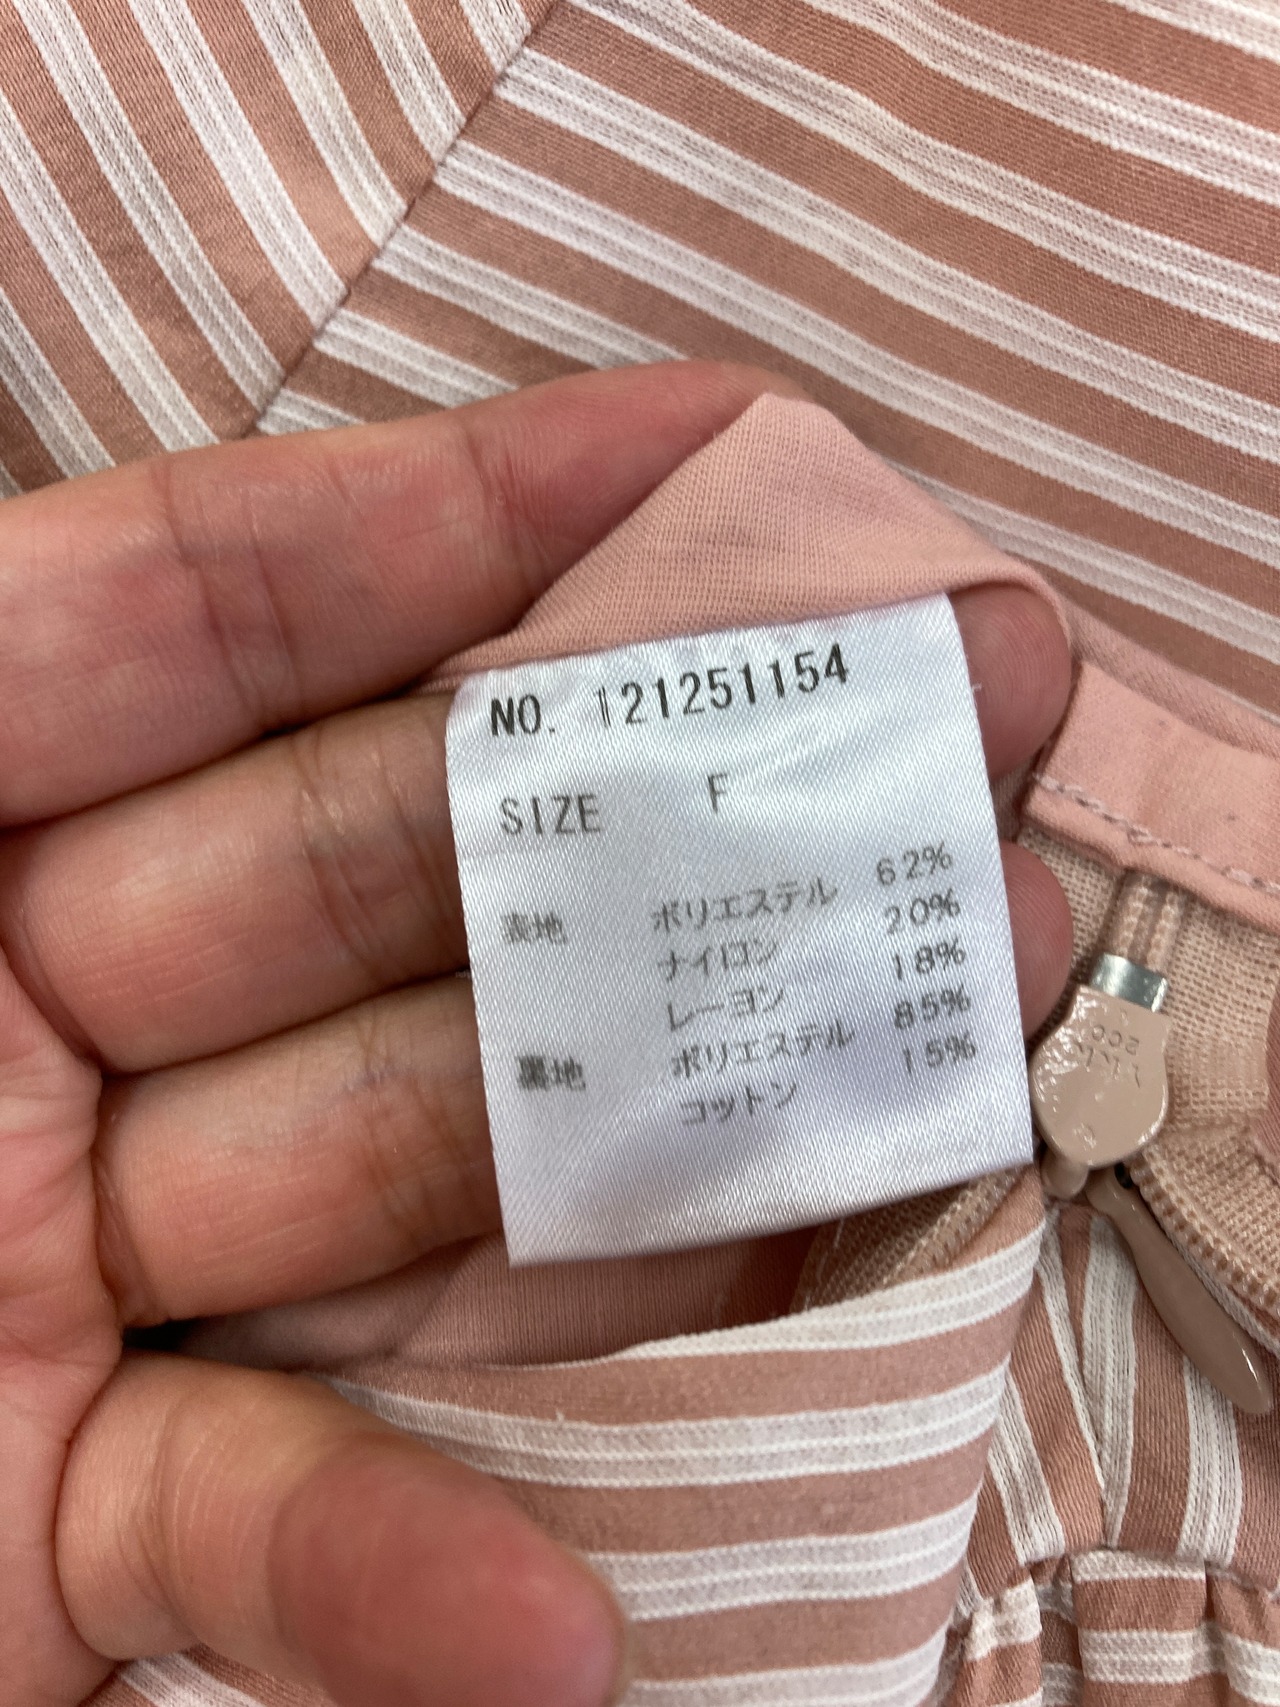 NO. 121251154
SIZE F
表地 ポリエステル 62%
ナイロン 20%
レーヨン 18%
裏地 ポリエステル 85%
コットン 15%